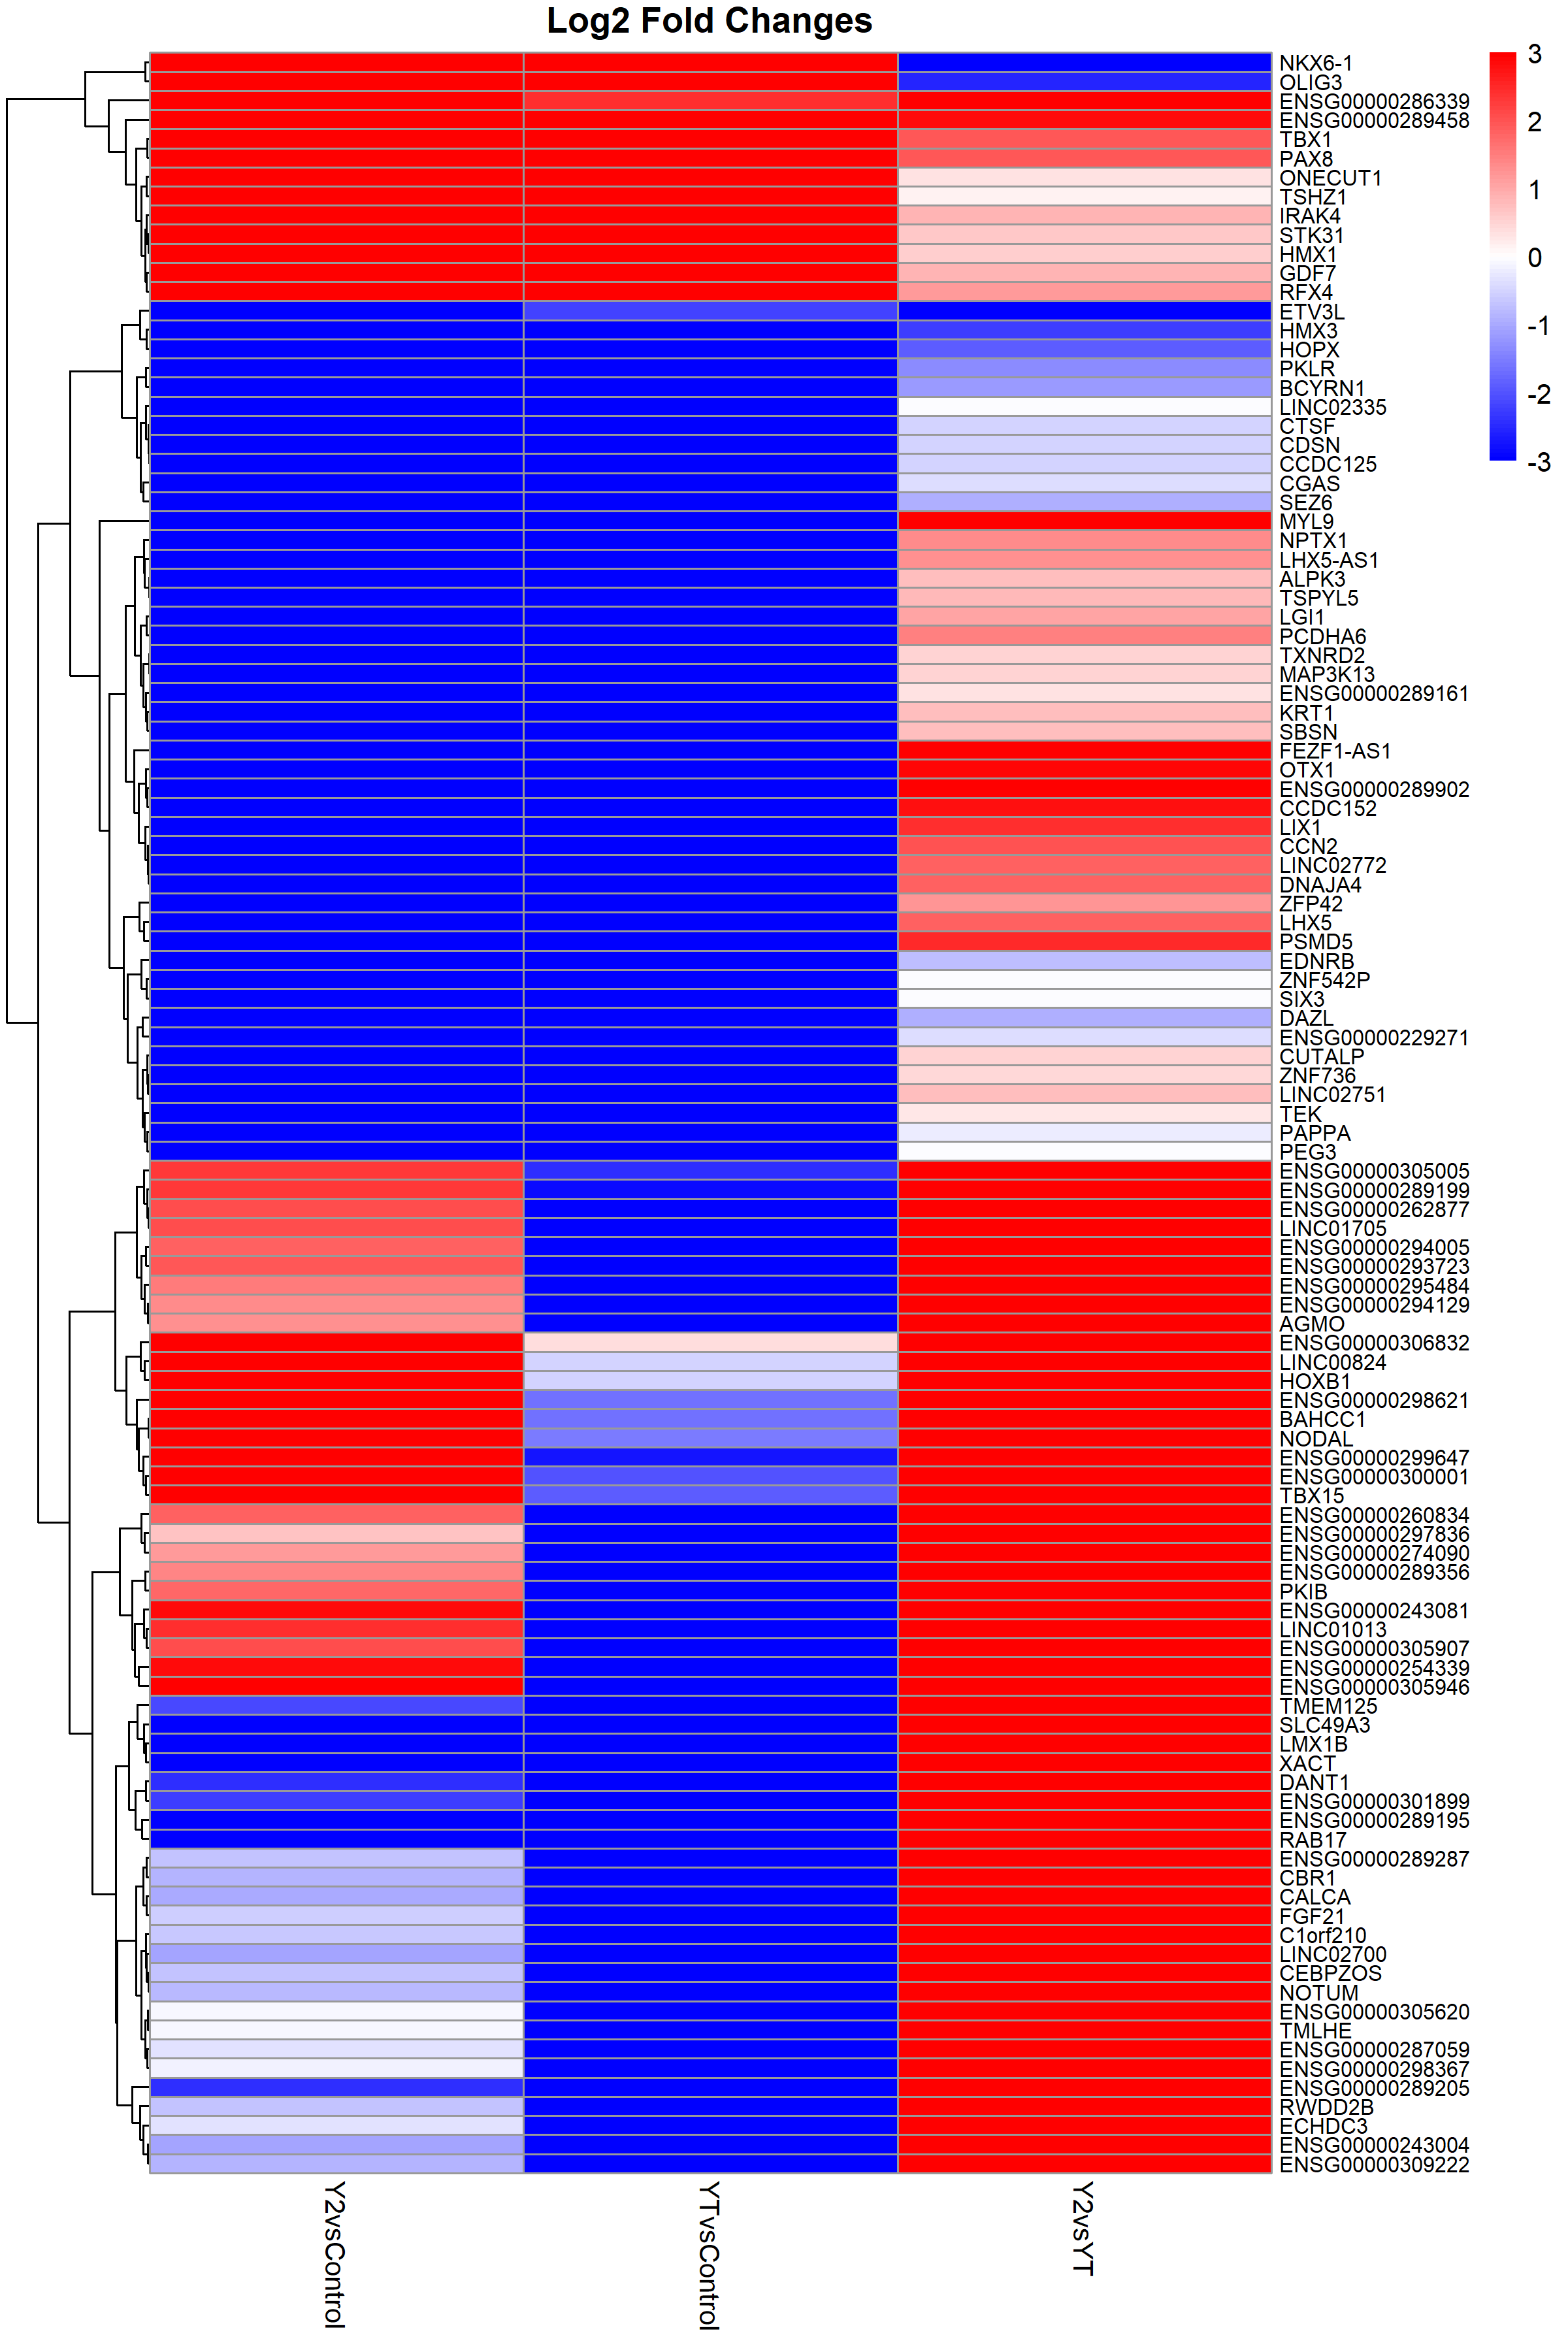 Log2 Fold Changes
NKX6-1
OLIG3
ENSG00000286339
ENSG00000289458
TBX1
PAX8
ONECUT1
TSHZ1
IRAK4
STK31
HMX1
GDF7
RFX4
ETV3L
HMX3
HOPX
PKLR
BCYRN1
LINC02335
CTSF
CDSN
CCDC125
CGAS
SEZ6
MYL9
NPTX1
LHX5-AS1
ALPK3
TSPYL5
LGI1
PCDHA6
TXNRD2
MAP3K13
ENSG00000289161
KRT1
SBSN
FEZF1-AS1
OTX1
ENSG00000289902
CCDC152
LIX1
CCN2
LINC02772
DNAJA4
ZFP42
LHX5
PSMD5
EDNRB
ZNF542P
SIX3
DAZL
ENSG00000229271
CUTALP
ZNF736
LINC02751
TEK
PAPPA
PEG3
ENSG00000305005
ENSG00000289199
ENSG00000262877
LINC01705
ENSG00000294005
ENSG00000293723
ENSG00000295484
ENSG00000294129
AGMO
ENSG00000306832
LINC00824
HOXB1
ENSG00000298621
BAHCC1
NODAL
ENSG00000299647
ENSG00000300001
TBX15
ENSG00000260834
ENSG00000297836
ENSG00000274090
ENSG00000289356
PKIB
ENSG00000243081
LINC01013
ENSG00000305907
ENSG00000254339
ENSG00000305946
TMEM125
SLC49A3
LMX1B
XACT
DANT1
ENSG00000301899
ENSG00000289195
RAB17
ENSG00000289287
CBR1
CALCA
FGF21
C1orf210
LINC02700
CEBPZOS
NOTUM
ENSG00000305620
TMLHE
ENSG00000287059
ENSG00000298367
ENSG00000289205
RWDD2B
ECHDC3
ENSG00000243004
ENSG00000309222
3
2
1
0
-1
-2
-3
Y2vsControl
YTvsControl
Y2vsYT